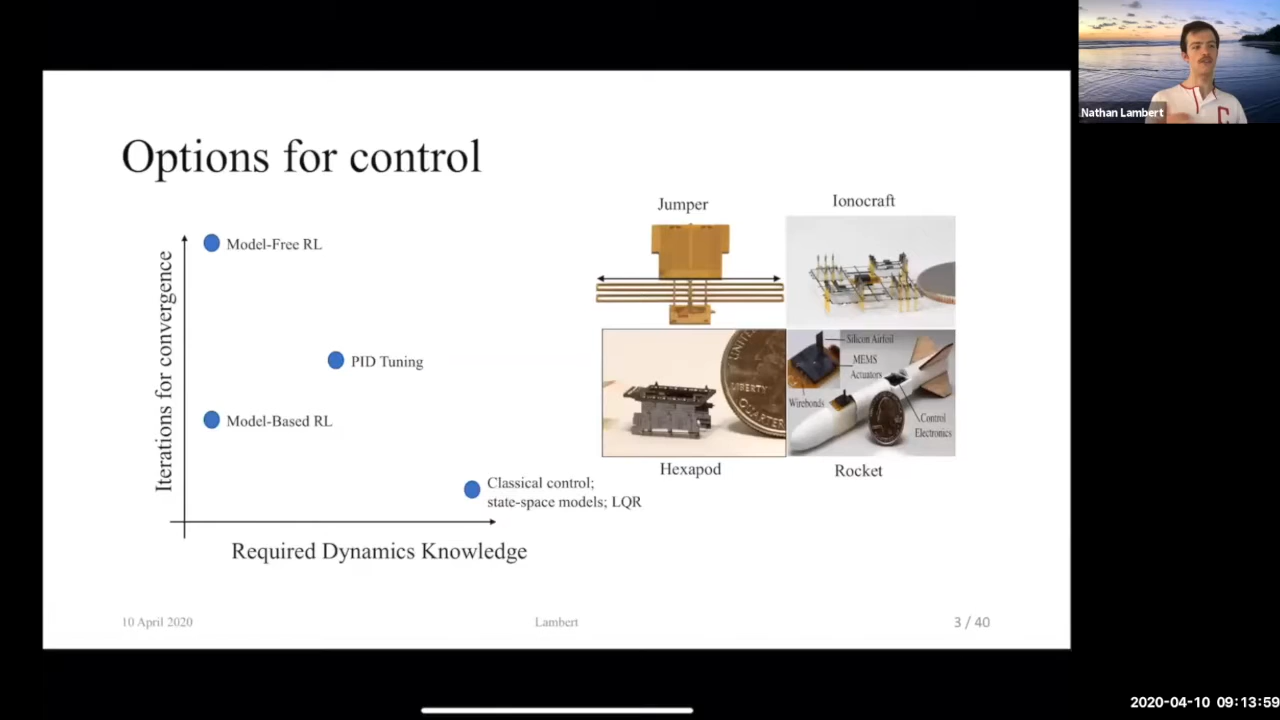 Options for control
Iterations for convergence
Model-Free RL
PID Tuning
Model-Based RL
Classical control;
state-space models; LQR
Required Dynamics Knowledge
Jumper
Ionocraft
UNITED
LIBERTY
QUARTER
Silicon Airfoil
MEMS
Actuators
Wirebonds
Control
Electronics
Hexapod
Rocket
10 April 2020
Lambert
3 / 40
Nathan Lambert
C
2020-04-10 09:13:59